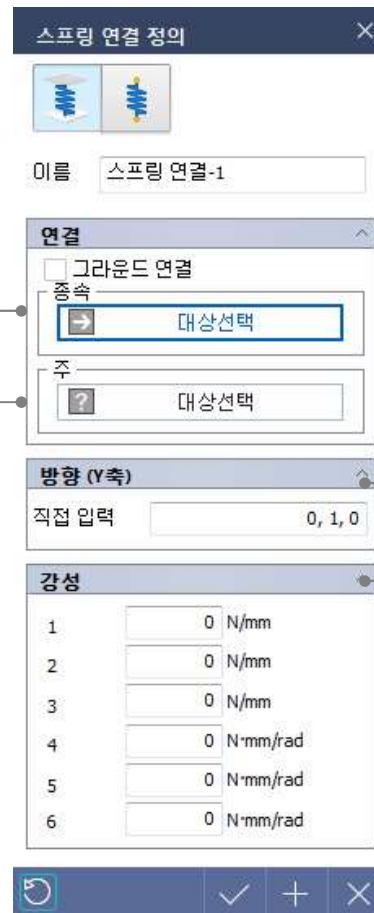 스프링 연결 정의
이름 스프링 연결-1
연결
그라운드 연결
종속
대상선택
주
? 대상선택
방향 (Y축)
직접 입력 0, 1, 0
강성
1 0 N/mm
2 0 N/mm
3 0 N/mm
4 0 N·mm/rad
5 0 N·mm/rad
6 0 N·mm/rad